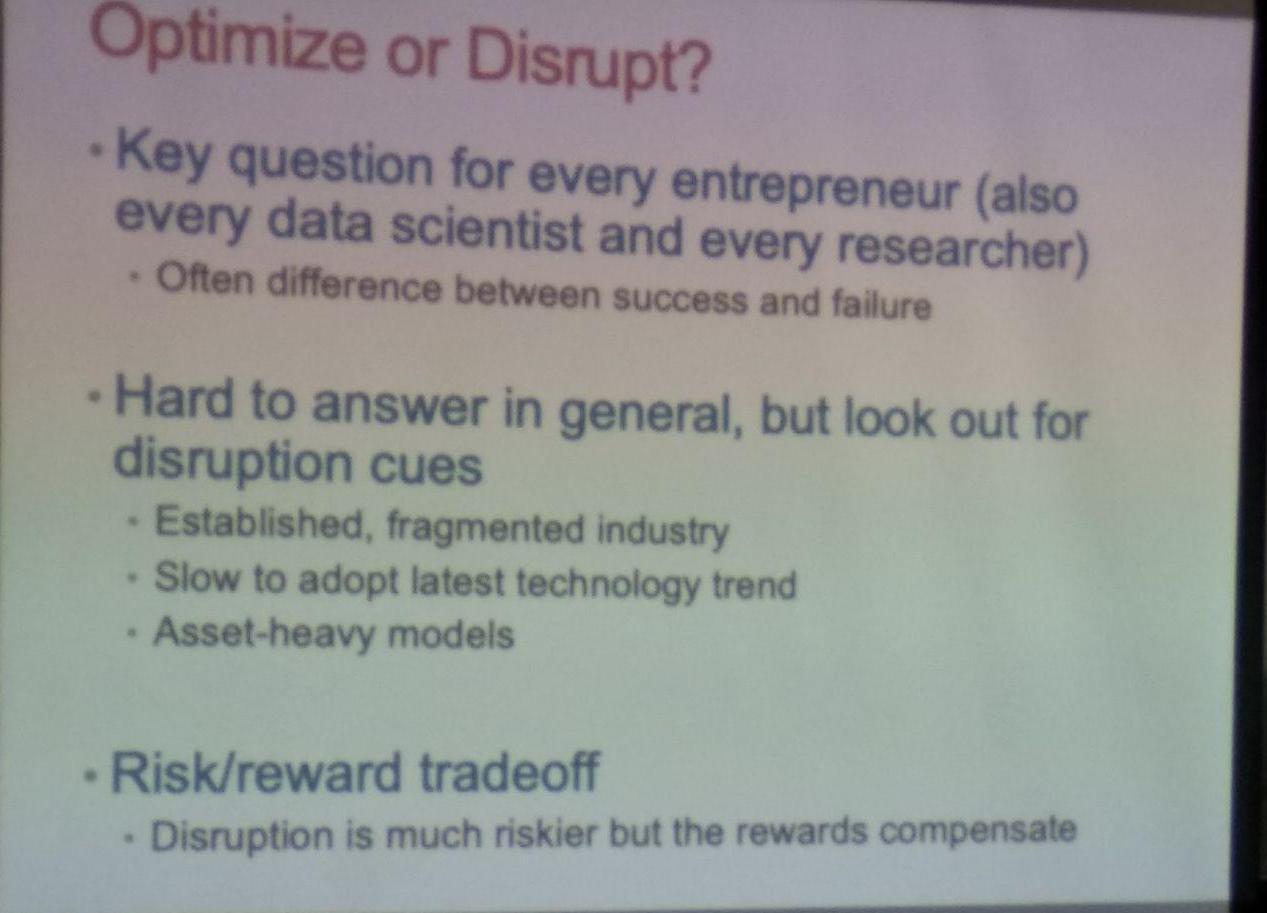 Optimize or Disrupt?
• Key question for every entrepreneur (also
every data scientist and every researcher)
• Often difference between success and failure
• Hard to answer in general, but look out for
disruption cues
• Established, fragmented industry
• Slow to adopt latest technology trend
• Asset-heavy models
• Risk/reward tradeoff
• Disruption is much riskier but the rewards compensate